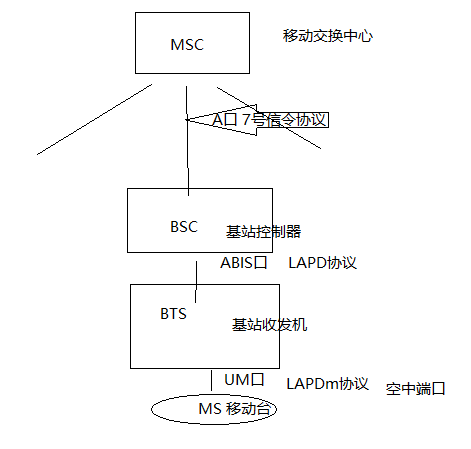 MSC
移动交换中心
A口 7号信令协议
BSC
基站控制器
ABIS口 LAPD协议
BTS
基站收发机
UM口 LAPDm协议 空中端口
MS 移动台